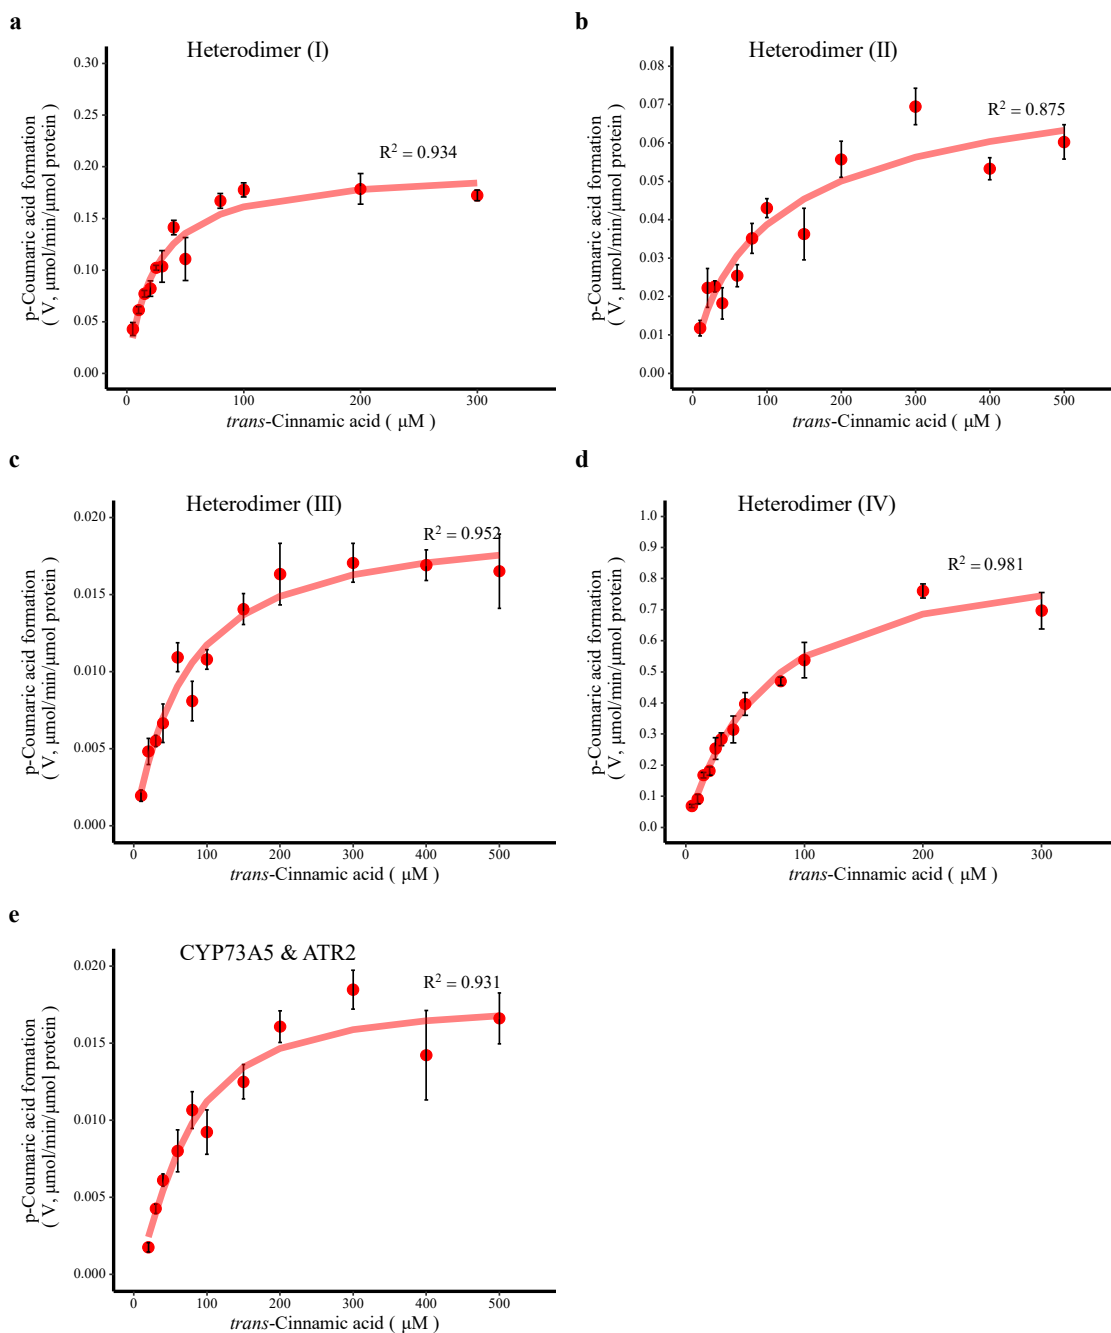 a
Heterodimer (I)
R² = 0.934
p-Coumaric acid formation
( V, μmol/min/μmol protein )
0.30
0.25
0.20
0.15
0.10
0.05
0.00
0
100
200
300
trans-Cinnamic acid ( μM )
b
Heterodimer (II)
R² = 0.875
p-Coumaric acid formation
( V, μmol/min/μmol protein )
0.08
0.07
0.06
0.05
0.04
0.03
0.02
0.01
0.00
0
100
200
300
400
500
trans-Cinnamic acid ( μM )
c
Heterodimer (III)
R² = 0.952
p-Coumaric acid formation
( V, μmol/min/μmol protein )
0.020
0.015
0.010
0.005
0.000
0
100
200
300
400
500
trans-Cinnamic acid ( μM )
d
Heterodimer (IV)
R² = 0.981
p-Coumaric acid formation
( V, μmol/min/μmol protein )
1.0
0.9
0.8
0.7
0.6
0.5
0.4
0.3
0.2
0.1
0.0
0
100
200
300
trans-Cinnamic acid ( μM )
e
CYP73A5 & ATR2
R² = 0.931
p-Coumaric acid formation
( V, μmol/min/μmol protein )
0.020
0.015
0.010
0.005
0.000
0
100
200
300
400
500
trans-Cinnamic acid ( μM )